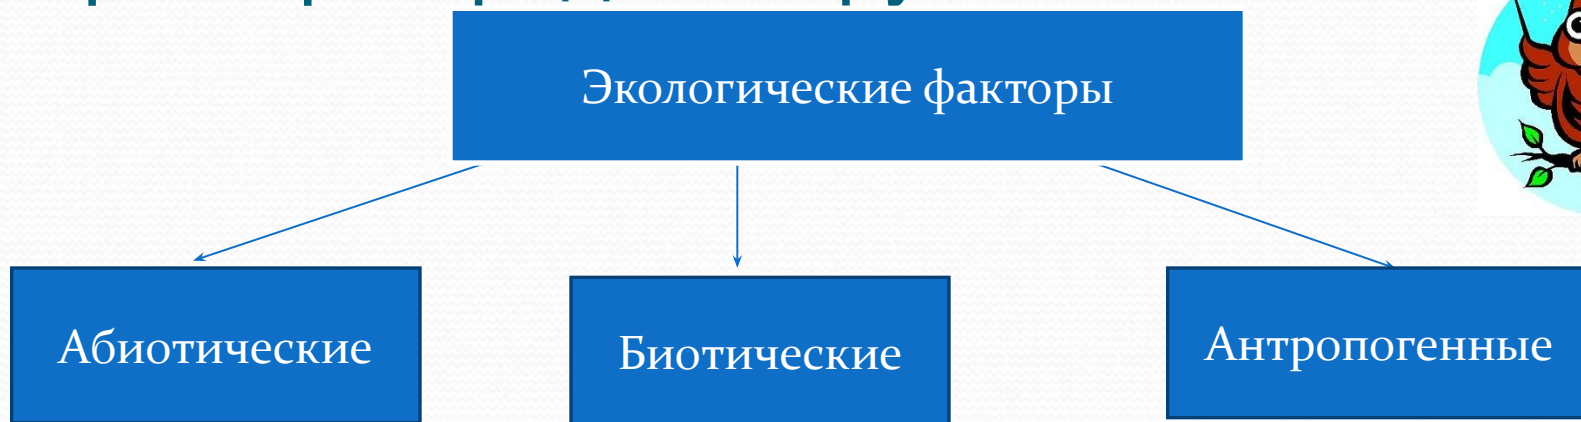 Экологические факторы
Абиотические
Биотические
Антропогенные